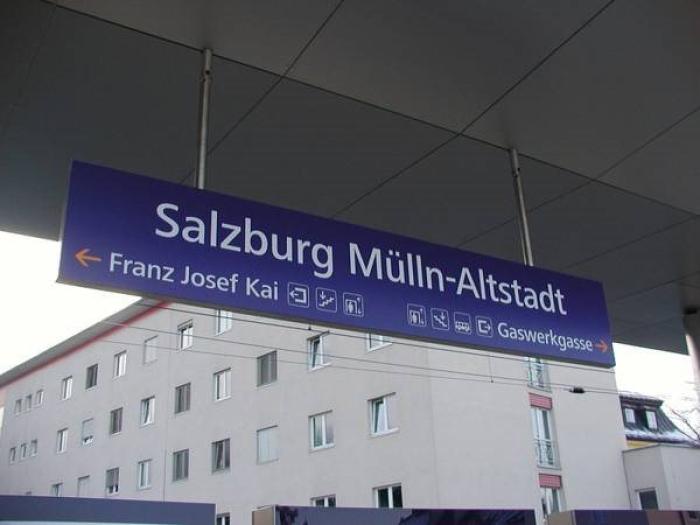 Salzburg Mülln-Altstadt
Franz Josef Kai
Gaswerkgasse